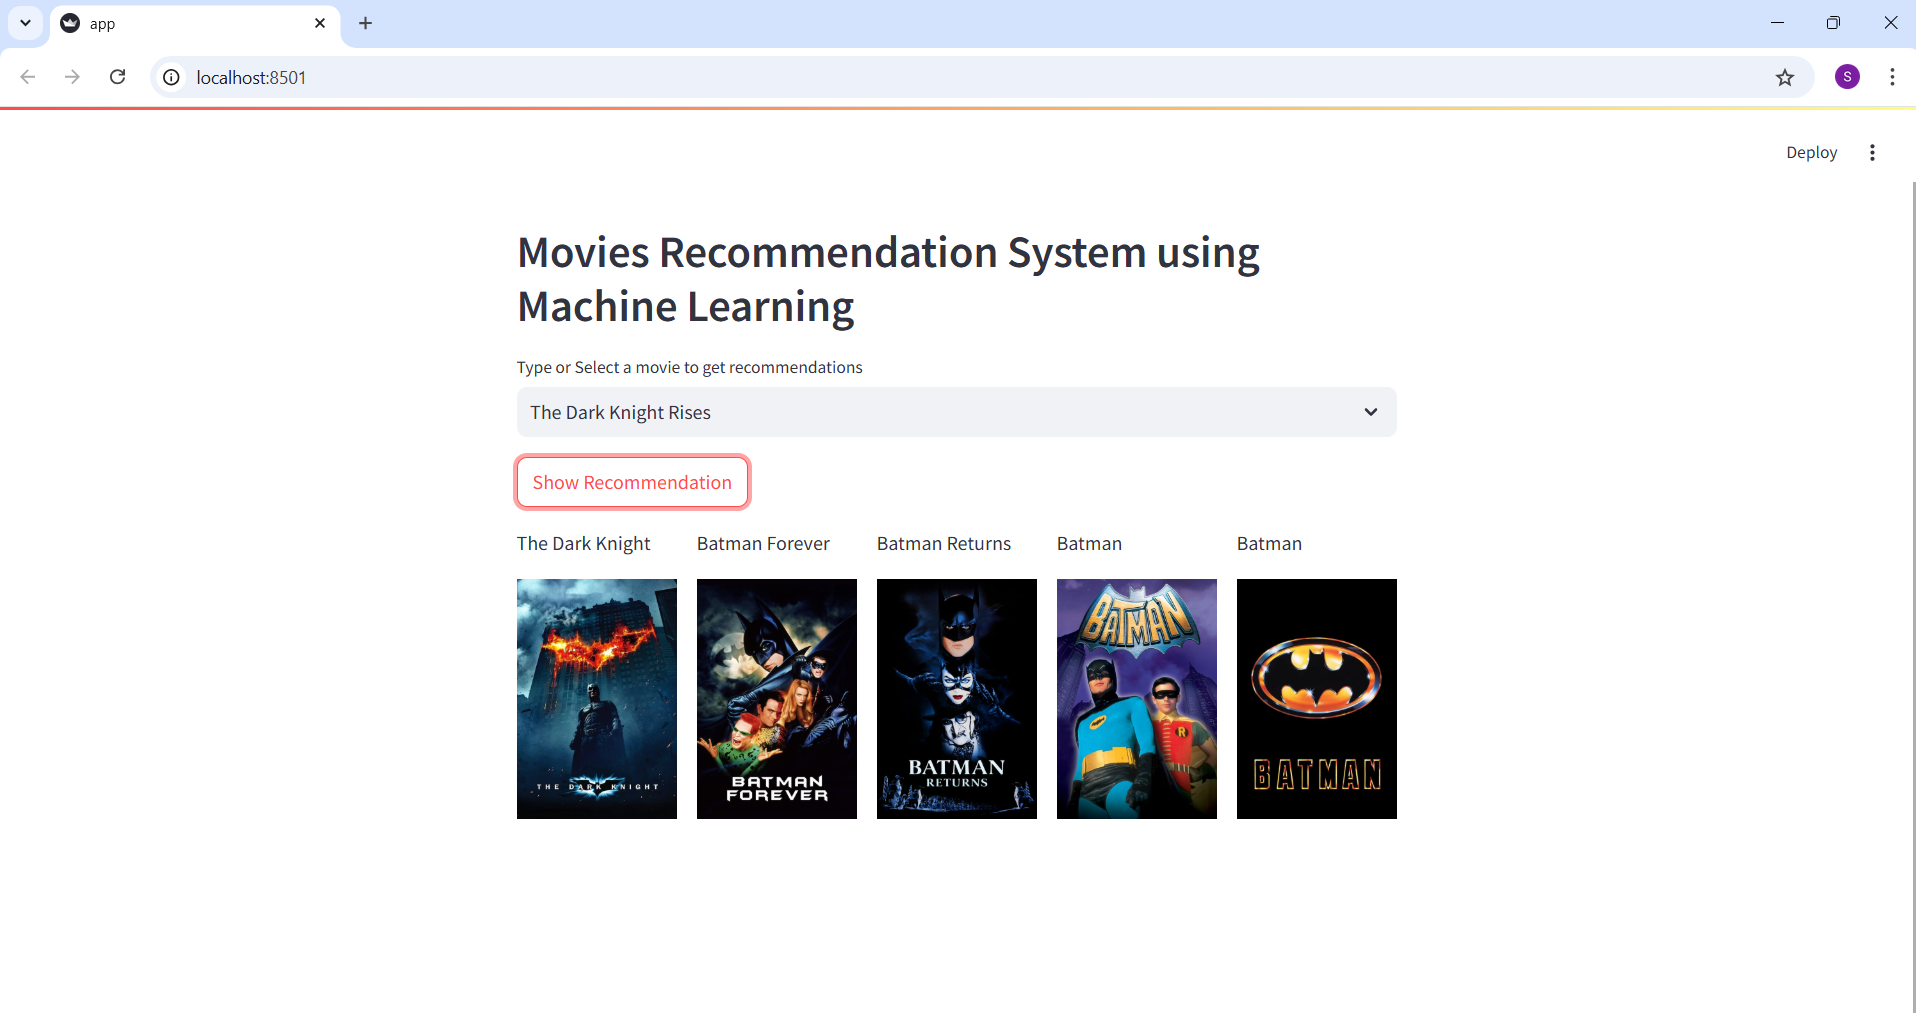 app
localhost:8501
S
Deploy
Movies Recommendation System using
Machine Learning
Type or Select a movie to get recommendations
The Dark Knight Rises
Show Recommendation
The Dark Knight
Batman Forever
Batman Returns
Batman
Batman
THE DARK KNIGHT
BATMAN
FOREVER
BATMAN
RETURNS
BATMAN
R
BATMAN